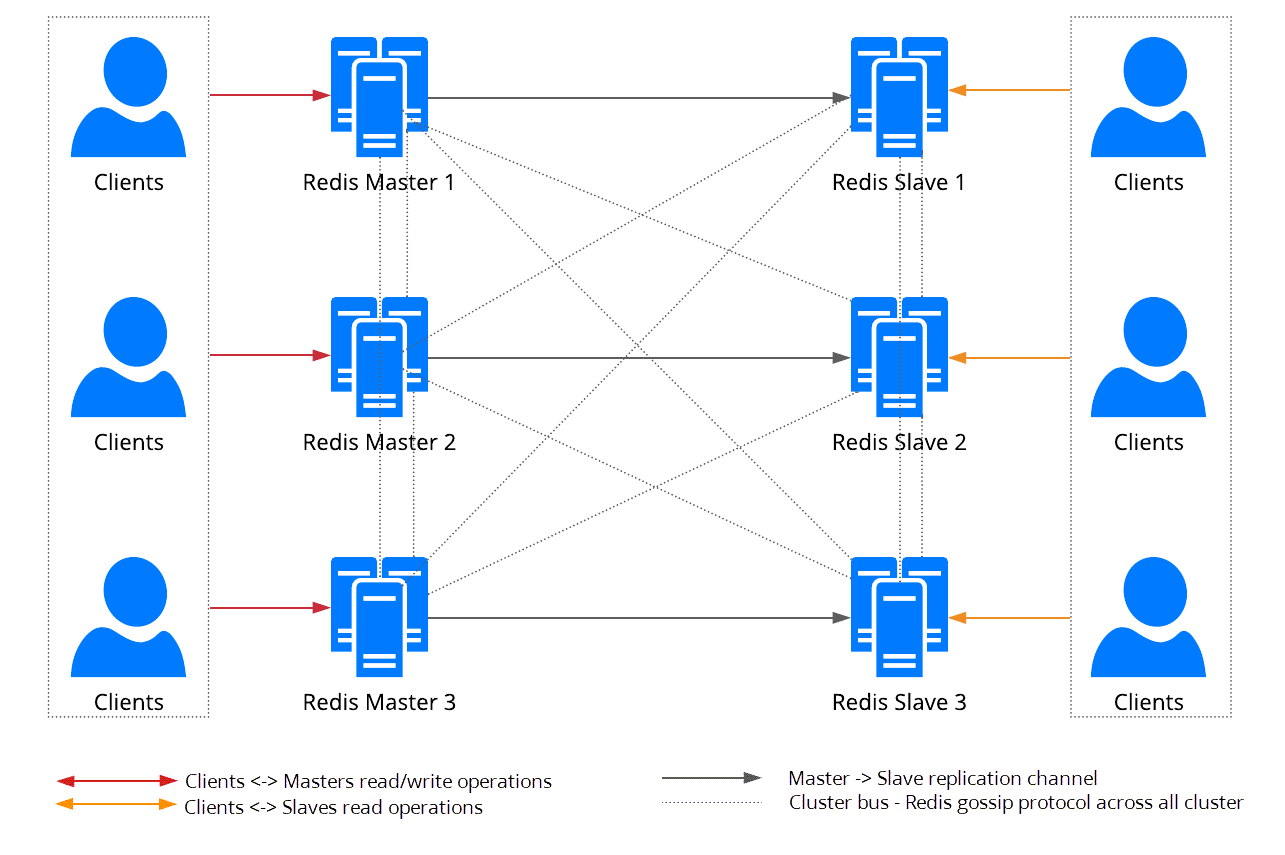 Clients
Redis Master 1
Redis Slave 1
Clients
Clients
Redis Master 2
Redis Slave 2
Clients
Clients
Redis Master 3
Redis Slave 3
Clients
Clients <-> Masters read/write operations
Clients <-> Slaves read operations
Master -> Slave replication channel
Cluster bus - Redis gossip protocol across all cluster